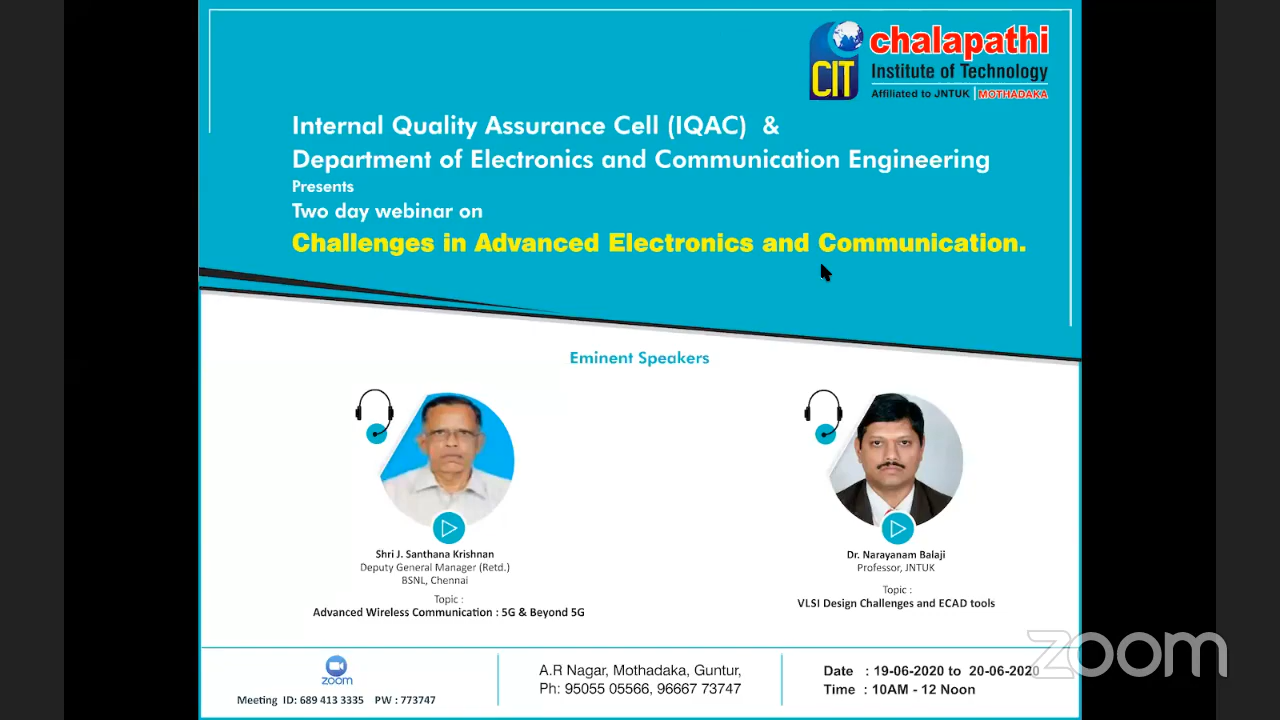 chalapathi
CIT
Institute of Technology
Affiliated to JNTUK | MOTHADAKA
Internal Quality Assurance Cell (IQAC) &
Department of Electronics and Communication Engineering
Presents
Two day webinar on
Challenges in Advanced Electronics and Communication.
Eminent Speakers
Shri J. Santhana Krishnan
Deputy General Manager (Retd.)
BSNL, Chennai
Topic :
Advanced Wireless Communication : 5G & Beyond 5G
Dr. Narayanam Balaji
Professor, JNTUK
Topic :
VLSI Design Challenges and ECAD tools
zoom
Meeting ID: 689 413 3335 PW : 773747
A.R Nagar, Mothadaka, Guntur,
Ph: 95055 05566, 96667 73747
Date : 19-06-2020 to 20-06-2020
Time : 10AM - 12 Noon
zoom